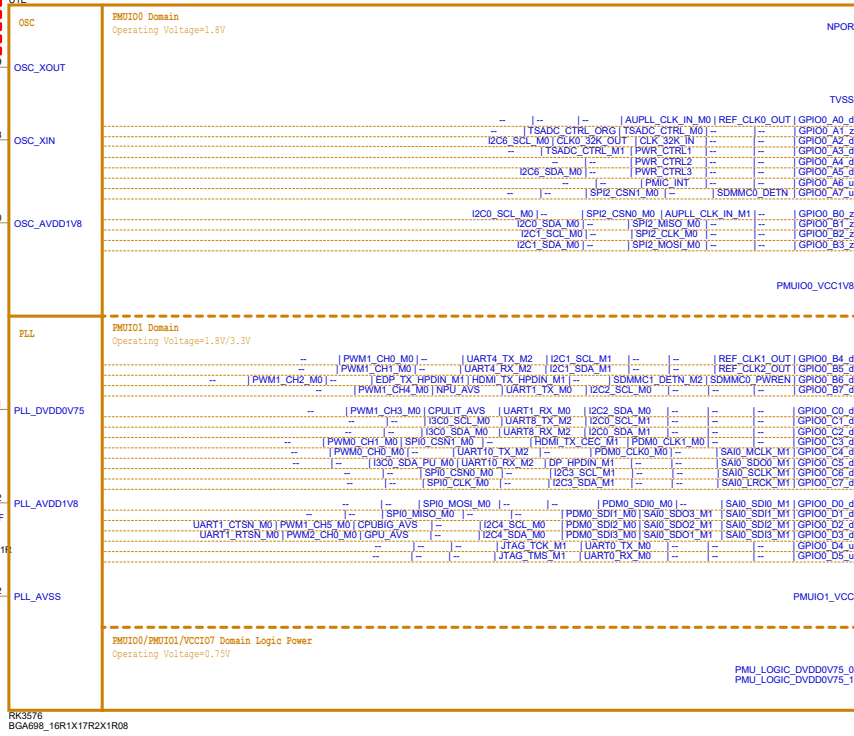 OSC
PMUIO0 Domain
Operating Voltage=1.8V
NPOR
OSC_XOUT
TVSS
-- | -- | -- | AUPLL_CLK_IN_M0 | REF_CLK0_OUT | GPIO0_A0_d
-- | TSADC_CTRL_ORG | TSADC_CTRL_M0 | -- | -- | GPIO0_A1_z
OSC_XIN
I2C6_SCL_M0 | CLK0_32K_OUT | CLK_32K_IN | -- | -- | GPIO0_A2_d
-- | TSADC_CTRL_M1 | PWR_CTRL1 | -- | -- | GPIO0_A3_d
-- | -- | PWR_CTRL2 | -- | -- | GPIO0_A4_d
I2C6_SDA_M0 | -- | PWR_CTRL3 | -- | -- | GPIO0_A5_d
-- | -- | PMIC_INT | -- | -- | GPIO0_A6_u
-- | -- | SPI2_CSN1_M0 | -- | SDMMC0_DETN | GPIO0_A7_u
I2C0_SCL_M0 | -- | SPI2_CSN0_M0 | AUPLL_CLK_IN_M1 | -- | GPIO0_B0_z
OSC_AVDD1V8
I2C0_SDA_M0 | -- | SPI2_MISO_M0 | -- | -- | GPIO0_B1_z
I2C1_SCL_M0 | -- | SPI2_CLK_M0 | -- | -- | GPIO0_B2_z
I2C1_SDA_M0 | -- | SPI2_MOSI_M0 | -- | -- | GPIO0_B3_z
PMUIO0_VCC1V8
PLL
PMUIO1 Domain
Operating Voltage=1.8V/3.3V
-- | PWM1_CH0_M0 | -- | UART4_TX_M2 | I2C1_SCL_M1 | -- | -- | REF_CLK1_OUT | GPIO0_B4_d
-- | PWM1_CH1_M0 | -- | UART4_RX_M2 | I2C1_SDA_M1 | -- | -- | REF_CLK2_OUT | GPIO0_B5_d
-- | PWM1_CH2_M0 | -- | EDP_TX_HPDIN_M1 | HDMI_TX_HPDIN_M1 | -- | SDMMC1_DETN_M2 | SDMMC0_PWREN | GPIO0_B6_d
-- | PWM1_CH4_M0 | NPU_AVS | UART1_TX_M0 | I2C2_SCL_M0 | -- | -- | -- | GPIO0_B7_d
PLL_DVDD0V75
-- | PWM1_CH3_M0 | CPULIT_AVS | UART1_RX_M0 | I2C2_SDA_M0 | -- | -- | -- | GPIO0_C0_d
-- | -- | I3C0_SCL_M0 | UART8_TX_M2 | I2C0_SCL_M1 | -- | -- | -- | GPIO0_C1_d
-- | -- | I3C0_SDA_M0 | UART8_RX_M2 | I2C0_SDA_M1 | -- | -- | -- | GPIO0_C2_d
-- | PWM0_CH1_M0 | SPI0_CSN1_M0 | -- | HDMI_TX_CEC_M1 | PDM0_CLK1_M0 | -- | -- | GPIO0_C3_d
-- | PWM0_CH0_M0 | -- | UART10_TX_M2 | -- | PDM0_CLK0_M0 | -- | SAI0_MCLK_M1 | GPIO0_C4_d
-- | -- | I3C0_SDA_PU_M0 | UART10_RX_M2 | DP_HPDIN_M1 | -- | -- | SAI0_SDO0_M1 | GPIO0_C5_d
-- | -- | SPI0_CSN0_M0 | -- | I2C3_SCL_M1 | -- | -- | SAI0_SCLK_M1 | GPIO0_C6_d
-- | -- | SPI0_CLK_M0 | -- | I2C3_SDA_M1 | -- | -- | SAI0_LRCK_M1 | GPIO0_C7_d
PLL_AVDD1V8
-- | -- | SPI0_MOSI_M0 | -- | -- | PDM0_SDI0_M0 | -- | SAI0_SDI0_M1 | GPIO0_D0_d
-- | -- | SPI0_MISO_M0 | -- | -- | PDM0_SDI1_M0 | SAI0_SDO3_M1 | SAI0_SDI1_M1 | GPIO0_D1_d
UART1_CTSN_M0 | PWM1_CH5_M0 | CPUBIG_AVS | -- | I2C4_SCL_M0 | PDM0_SDI2_M0 | SAI0_SDO2_M1 | SAI0_SDI2_M1 | GPIO0_D2_d
UART1_RTSN_M0 | PWM2_CH0_M0 | GPU_AVS | -- | I2C4_SDA_M0 | PDM0_SDI3_M0 | SAI0_SDO1_M1 | SAI0_SDI3_M1 | GPIO0_D3_d
-- | -- | -- | JTAG_TCK_M1 | UART0_TX_M0 | -- | -- | -- | GPIO0_D4_u
-- | -- | -- | JTAG_TMS_M1 | UART0_RX_M0 | -- | -- | -- | GPIO0_D5_u
PLL_AVSS
PMUIO1_VCC
PMUIO0/PMUIO1/VCCIO7 Domain Logic Power
Operating Voltage=0.75V
PMU_LOGIC_DVDD0V75_0
PMU_LOGIC_DVDD0V75_1
RK3576
BGA698_16R1X17R2X1R08